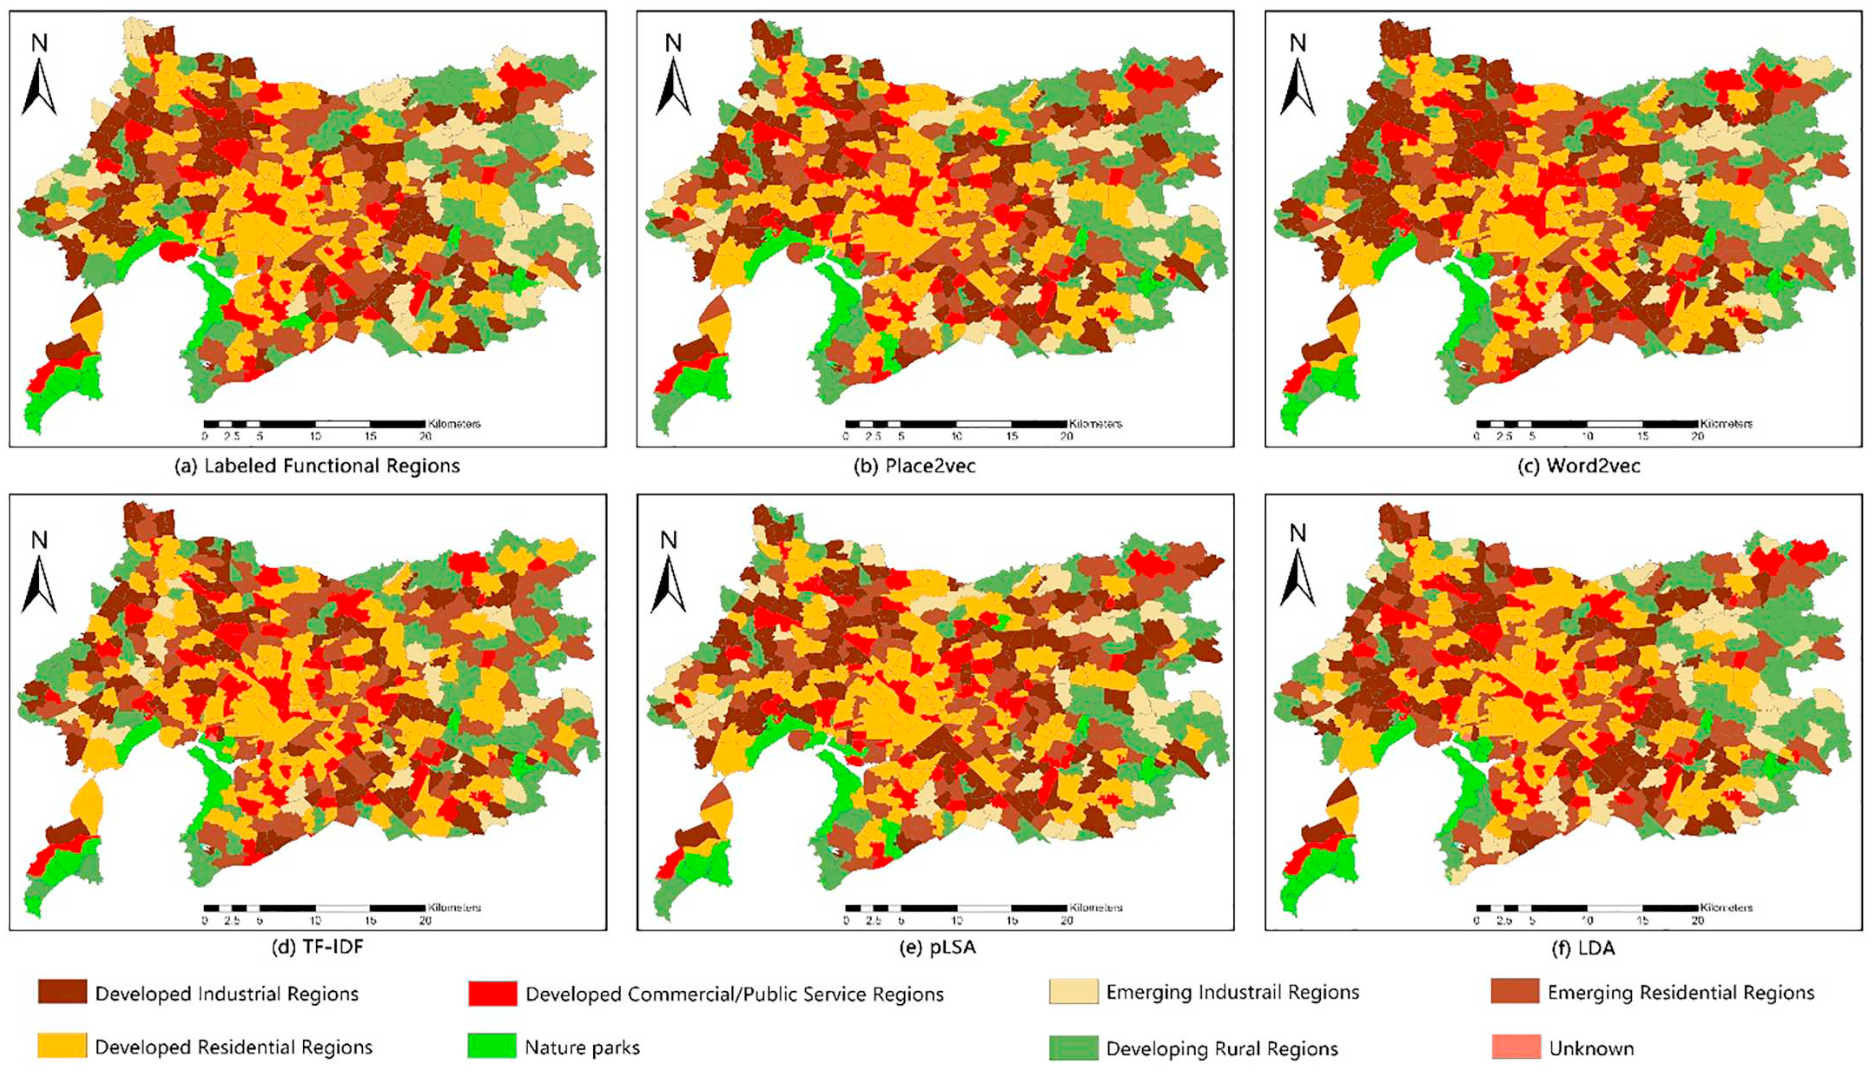 N
N
N
0 2.5 5 10 15 20 Kilometers
0 2.5 5 10 15 20 Kilometers
0 2.5 5 10 15 20 Kilometers
(a) Labeled Functional Regions
(b) Place2vec
(c) Word2vec
N
N
N
0 2.5 5 10 15 20 Kilometers
0 2.5 5 10 15 20 Kilometers
0 2.5 5 10 15 20 Kilometers
(d) TF-IDF
(e) pLSA
(f) LDA
Developed Industrial Regions
Developed Commercial/Public Service Regions
Emerging Industrail Regions
Emerging Residential Regions
Developed Residential Regions
Nature parks
Developing Rural Regions
Unknown